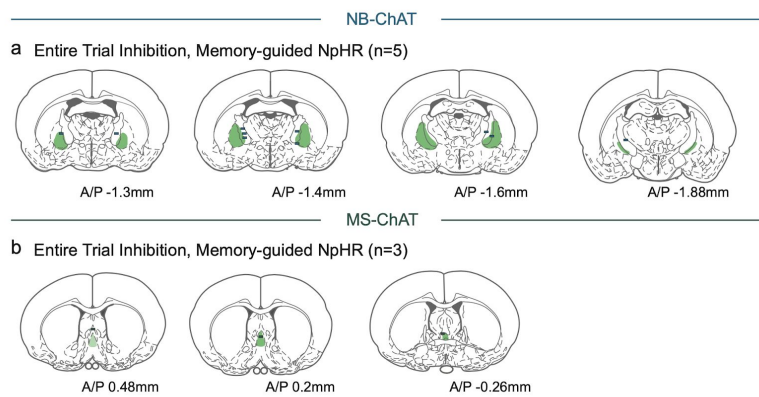 NB-ChAT
a Entire Trial Inhibition, Memory-guided NpHR (n=5)
A/P -1.3mm
A/P -1.4mm
A/P -1.6mm
A/P -1.88mm
MS-ChAT
b Entire Trial Inhibition, Memory-guided NpHR (n=3)
A/P 0.48mm
A/P 0.2mm
A/P -0.26mm